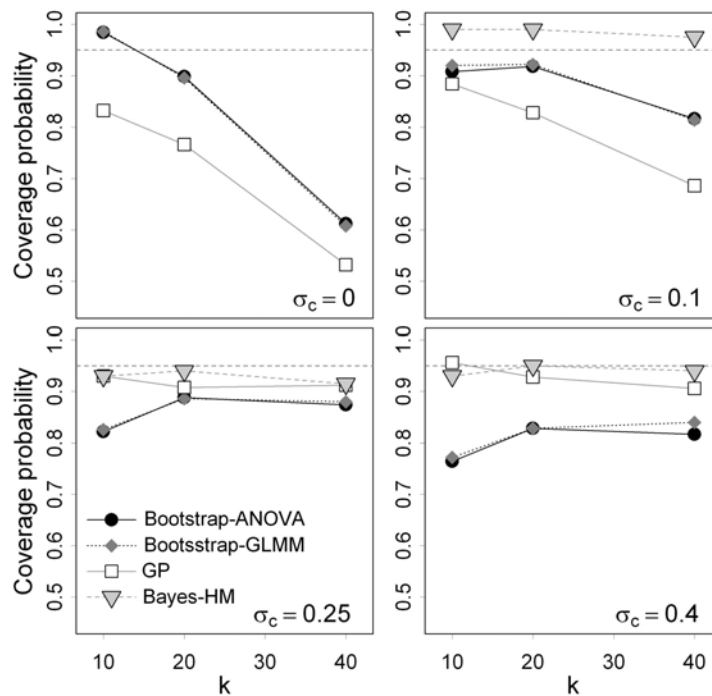 Coverage probability
1.0
0.9
0.8
0.7
0.6
0.5
σc = 0
1.0
0.9
0.8
0.7
0.6
0.5
σc = 0.1
Coverage probability
1.0
0.9
0.8
0.7
0.6
0.5
Bootstrap-ANOVA
Bootsstrap-GLMM
GP
Bayes-HM
σc = 0.25
10 20 30 40
k
1.0
0.9
0.8
0.7
0.6
0.5
σc = 0.4
10 20 30 40
k